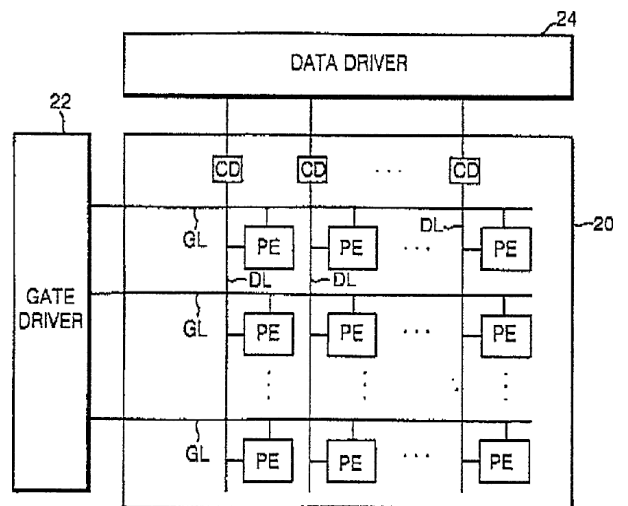 24
DATA DRIVER
22
CD CD ... CD
GL DL 20
PE PE ... PE
DL DL
GATE
DRIVER
GL
PE PE ... PE
GL
PE PE ... PE